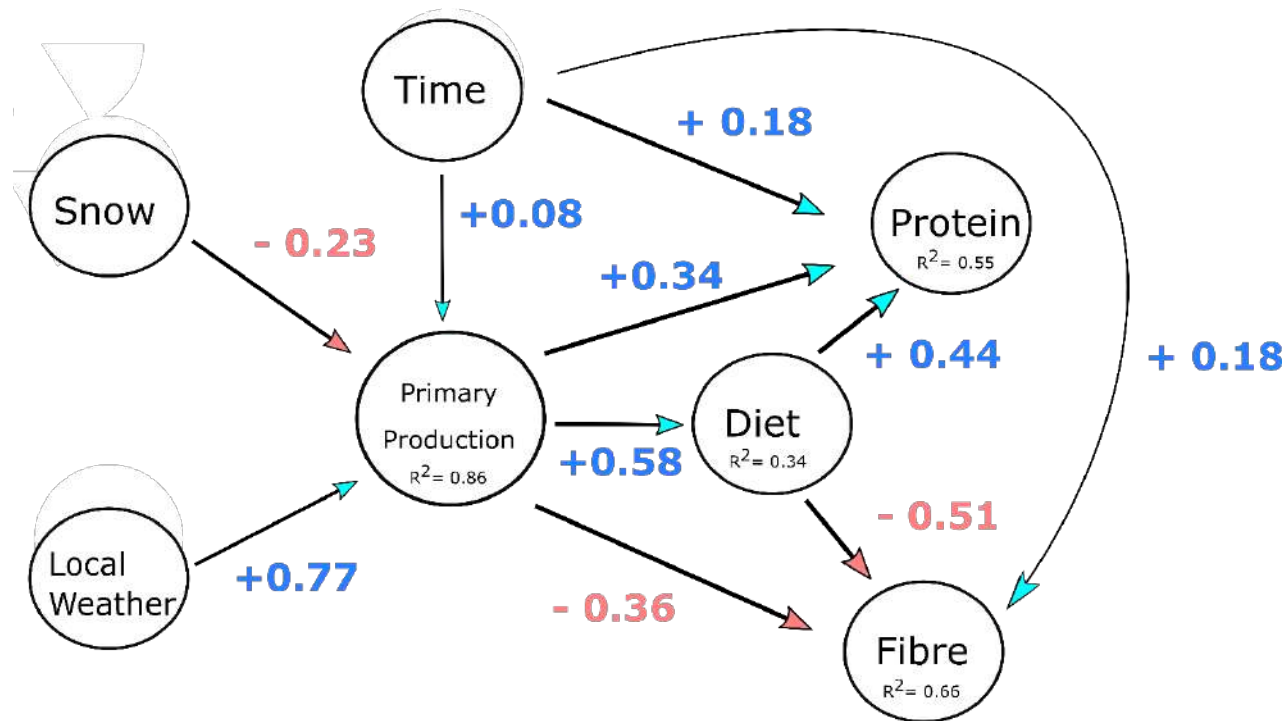 Time
+ 0.18
Snow
- 0.23
+0.08
Protein
R²= 0.55
+0.34
+ 0.44
+ 0.18
Primary
Production
R²= 0.86
+0.58
Diet
R²= 0.34
- 0.51
Local
Weather
+0.77
- 0.36
Fibre
R²= 0.66